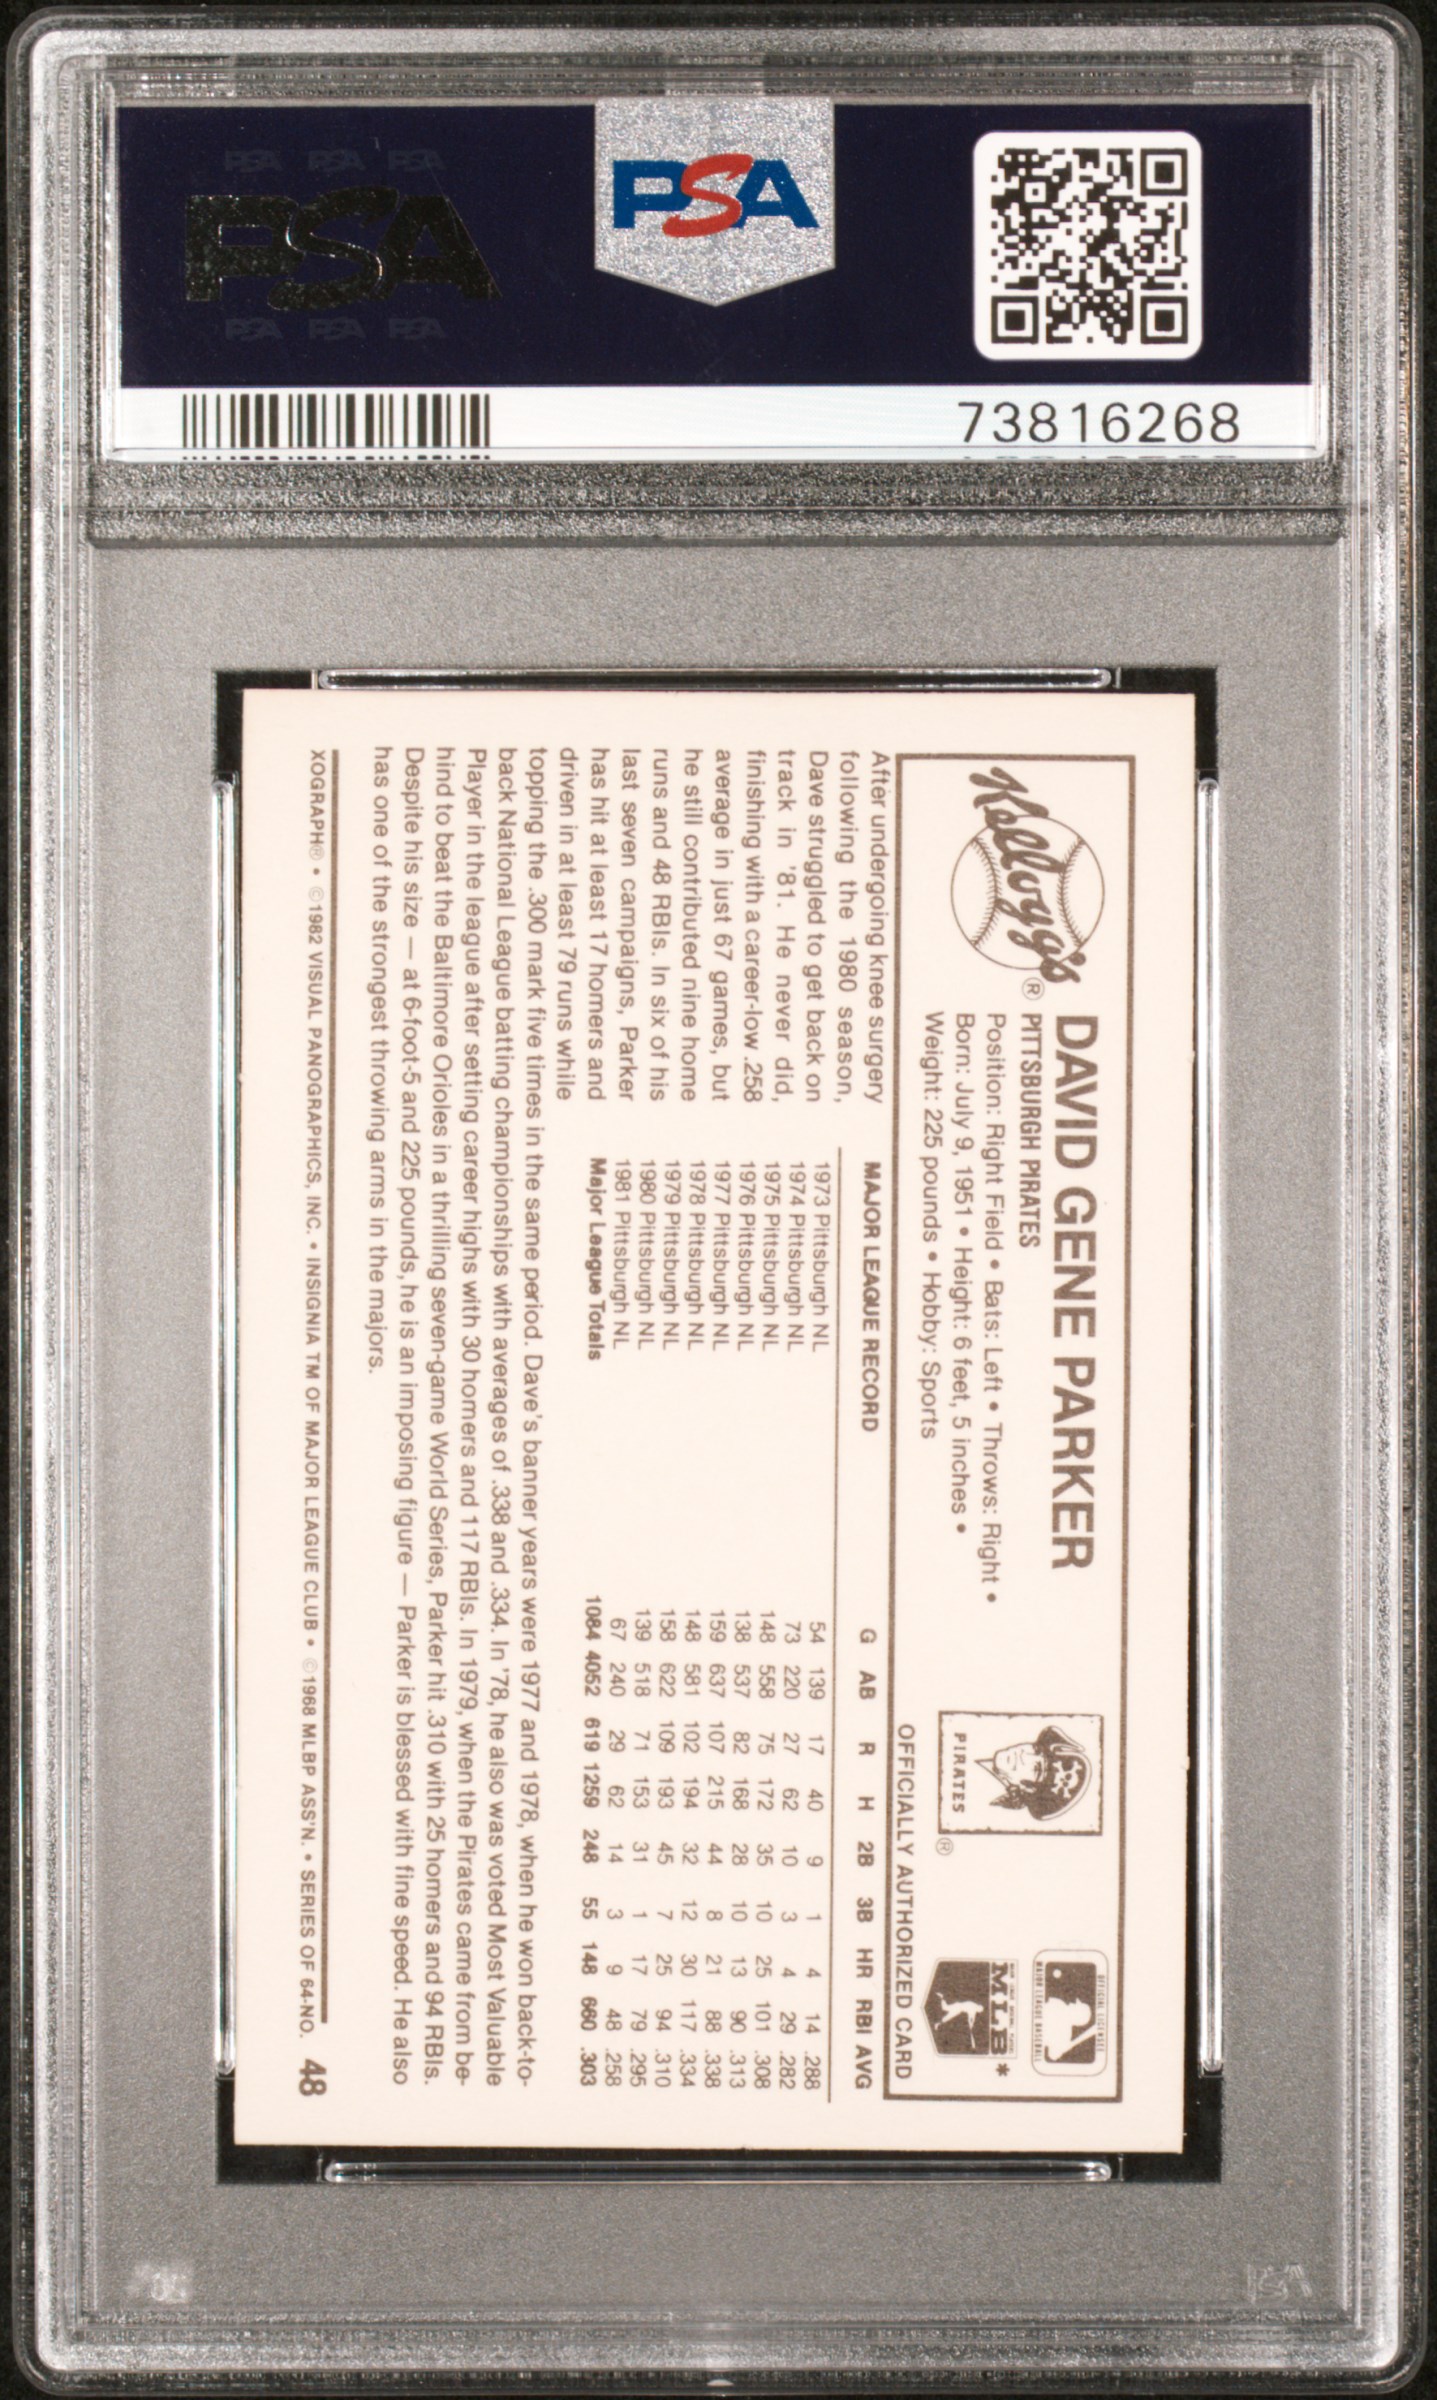 PSA PSA PSA
PSA
PSA PSA PSA
PSA
73816268
Kellogg's®
DAVID GENE PARKER
PITTSBURGH PIRATES
Position: Right Field • Bats: Left • Throws: Right •
Born: July 9, 1951 • Height: 6 feet, 5 inches •
Weight: 225 pounds • Hobby: Sports
PIRATES
®
OFFICIAL LICENSEE
MAJOR LEAGUE BASEBALL
MLB*
OFFICIALLY AUTHORIZED CARD
After undergoing knee surgery
following the 1980 season,
Dave struggled to get back on
track in '81. He never did,
finishing with a career-low .258
average in just 67 games, but
he still contributed nine home
runs and 48 RBIs. In six of his
last seven campaigns, Parker
has hit at least 17 homers and
driven in at least 79 runs while
topping the .300 mark five times in the same period. Dave's banner years were 1977 and 1978, when he won back-to-
back National League batting championships with averages of .338 and .334. In '78, he also was voted Most Valuable
Player in the league after setting career highs with 30 homers and 117 RBIs. In 1979, when the Pirates came from be-
hind to beat the Baltimore Orioles in a thrilling seven-game World Series, Parker hit .310 with 25 homers and 94 RBIs.
Despite his size — at 6-foot-5 and 225 pounds, he is an imposing figure — Parker is blessed with fine speed. He also
has one of the strongest throwing arms in the majors.
MAJOR LEAGUE RECORD G AB R H 2B 3B HR RBI AVG
1973 Pittsburgh NL 54 139 17 40 9 1 4 14 .288
1974 Pittsburgh NL 73 220 27 62 10 3 4 29 .282
1975 Pittsburgh NL 148 558 75 172 35 10 25 101 .308
1976 Pittsburgh NL 138 537 82 168 28 10 13 90 .313
1977 Pittsburgh NL 159 637 107 215 44 8 21 88 .338
1978 Pittsburgh NL 148 581 102 194 32 12 30 117 .334
1979 Pittsburgh NL 158 622 109 193 45 7 25 94 .310
1980 Pittsburgh NL 139 518 71 153 31 1 17 79 .295
1981 Pittsburgh NL 67 240 29 62 14 3 9 48 .258
Major League Totals 1084 4052 619 1259 248 55 148 660 .303
XOGRAPH® • ©1982 VISUAL PANOGRAPHICS, INC. • INSIGNIA TM OF MAJOR LEAGUE CLUB • ©1968 MLBP ASS'N. • SERIES OF 64-NO. 48
PSA